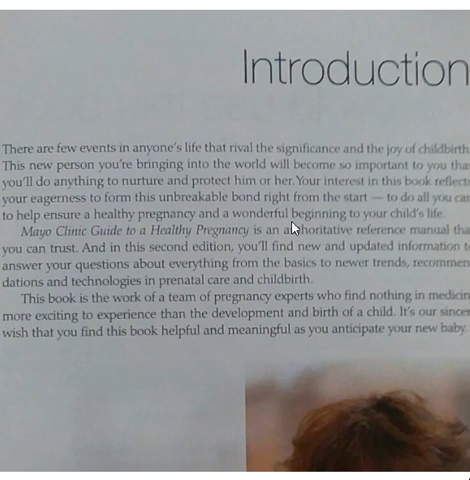 Introduction
There are few events in anyone's life that rival the significance and the joy of childbirth
This new person you're bringing into the world will become so important to you tha
you'll do anything to nurture and protect him or her. Your interest in this book reflect
your eagerness to form this unbreakable bond right from the start — to do all you ca
to help ensure a healthy pregnancy and a wonderful beginning to your child's life.
Mayo Clinic Guide to a Healthy Pregnancy is an a horitative reference manual tha
you can trust. And in this second edition, you'll find new and updated information t
answer your questions about everything from the basics to newer trends, recommen
dations and technologies in prenatal care and childbirth.
This book is the work of a team of pregnancy experts who find nothing in medicin
more exciting to experience than the development and birth of a child. It's our sincer
wish that you find this book helpful and meaningful as you anticipate your new baby.